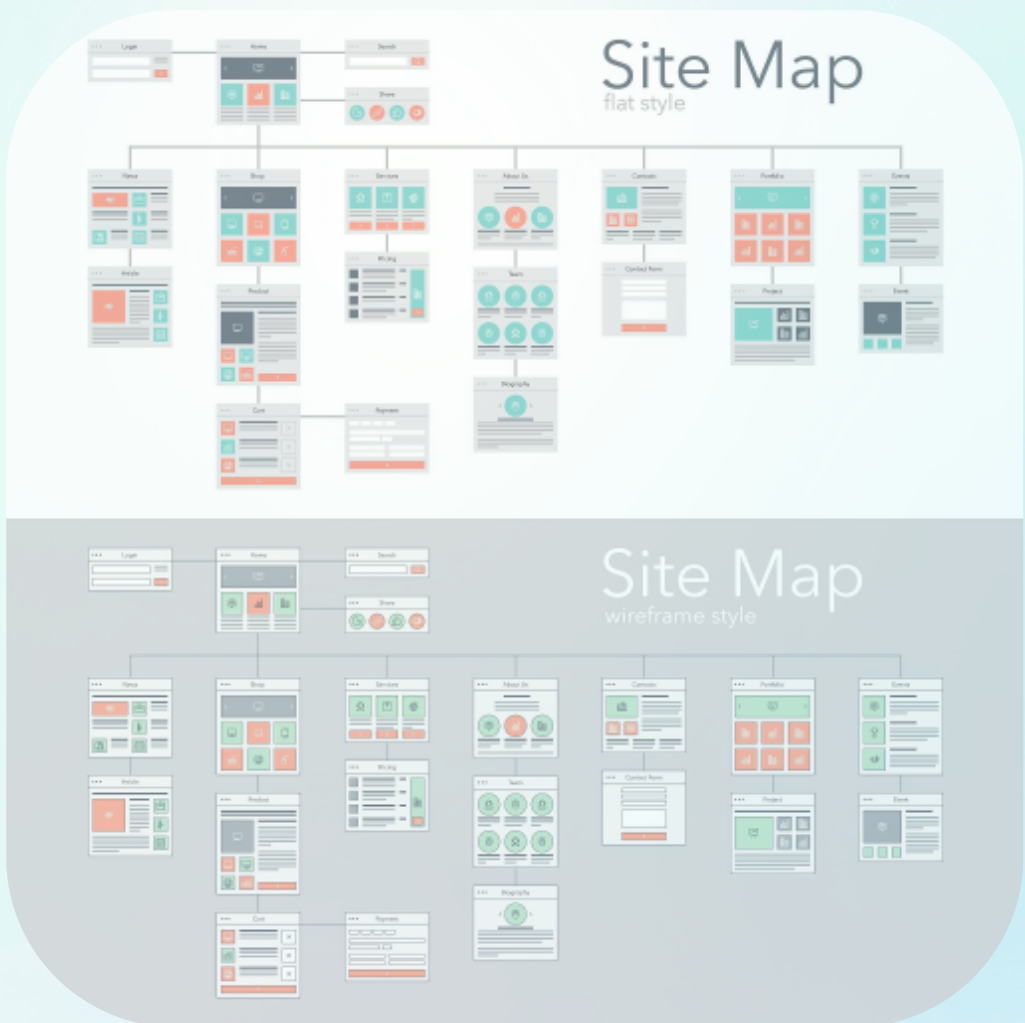 Login
Home
Search
Site Map
flat style
Share
News
Shop
Services
About Us
Contacts
Portfolio
Events
Article
Product
Pricing
Team
Contact Form
Project
Event
Biography
Cart
Payment
Login
Home
Search
Site Map
wireframe style
Share
News
Shop
Services
About Us
Contacts
Portfolio
Events
Article
Product
Pricing
Team
Contact Form
Project
Event
Biography
Cart
Payment